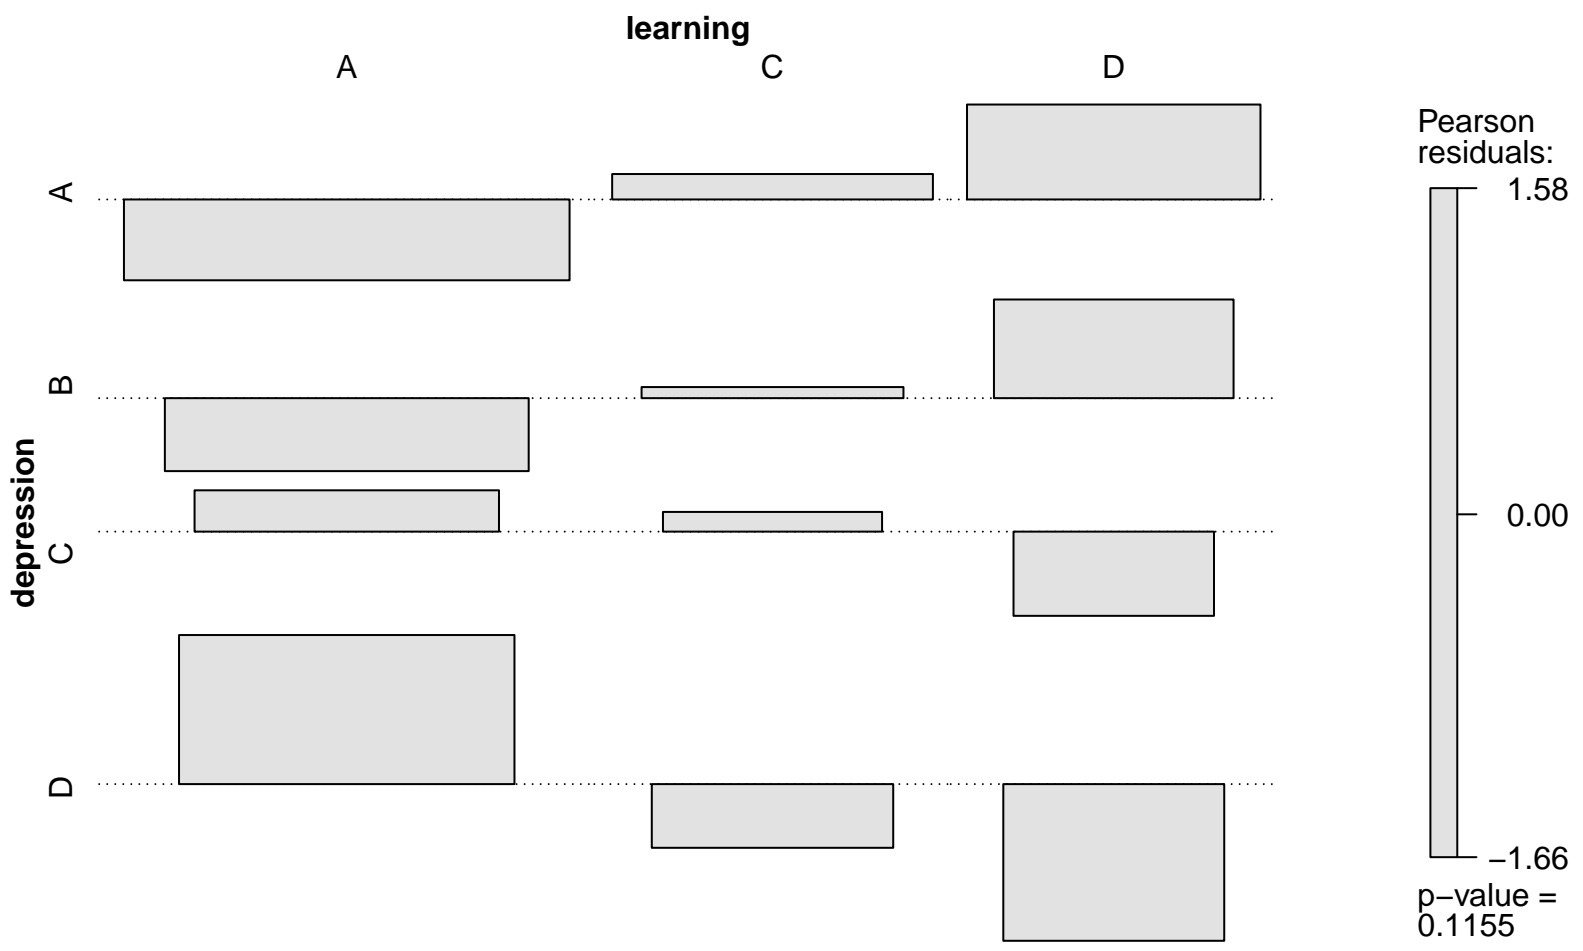 learning
A C D
depression
A
B
C
D
Pearson
residuals:
1.58
0.00
−1.66
p−value =
0.1155